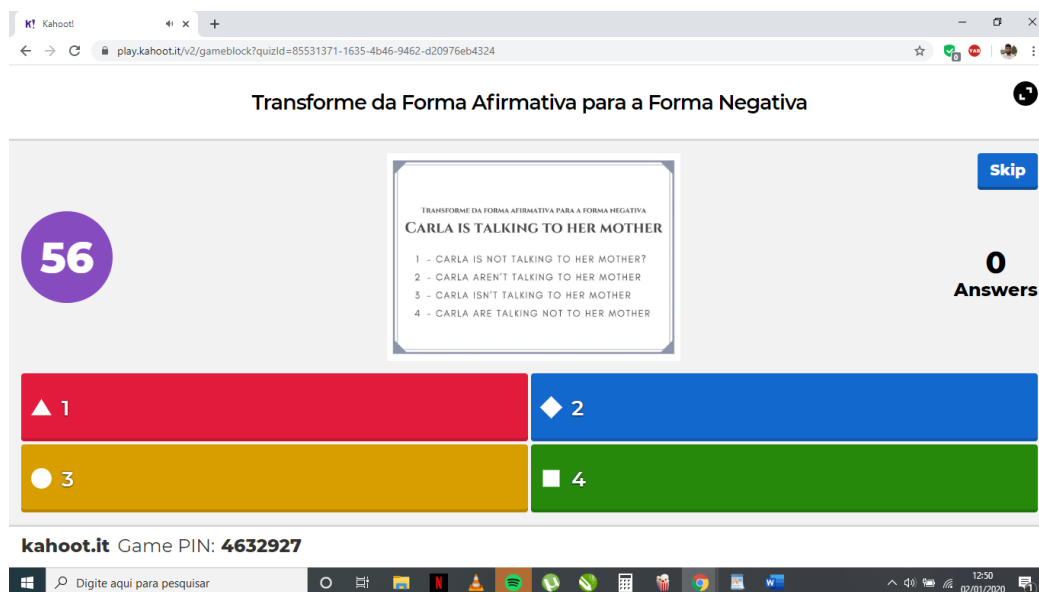 K! Kahoot!
play.kahoot.it/v2/gameblock?quizId=85531371-1635-4b46-9462-d20976eb4324
0
Transforme da Forma Afirmativa para a Forma Negativa
Skip
56
TRANSFORME DA FORMA AFIRMATIVA PARA A FORMA NEGATIVA
CARLA IS TALKING TO HER MOTHER
1 - CARLA IS NOT TALKING TO HER MOTHER?
2 - CARLA AREN'T TALKING TO HER MOTHER
3 - CARLA ISN'T TALKING TO HER MOTHER
4 - CARLA ARE TALKING NOT TO HER MOTHER
0
Answers
1
2
3
4
kahoot.it Game PIN: 4632927
Digite aqui para pesquisar
12:50
02/01/2020